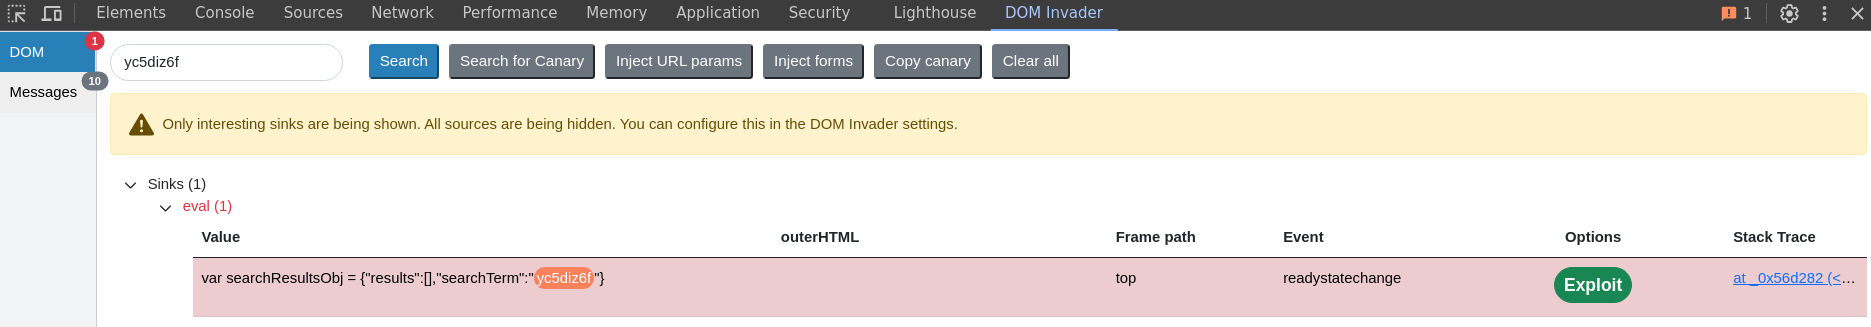 Elements Console Sources Network Performance Memory Application Security Lighthouse DOM Invader 1
DOM 1
Messages 10
yc5diz6f Search Search for Canary Inject URL params Inject forms Copy canary Clear all
Only interesting sinks are being shown. All sources are being hidden. You can configure this in the DOM Invader settings.
Sinks (1)
eval (1)
Value outerHTML Frame path Event Options Stack Trace
var searchResultsObj = {"results":[],"searchTerm":"yc5diz6f"} top readystatechange Exploit at _0x56d282 (<…